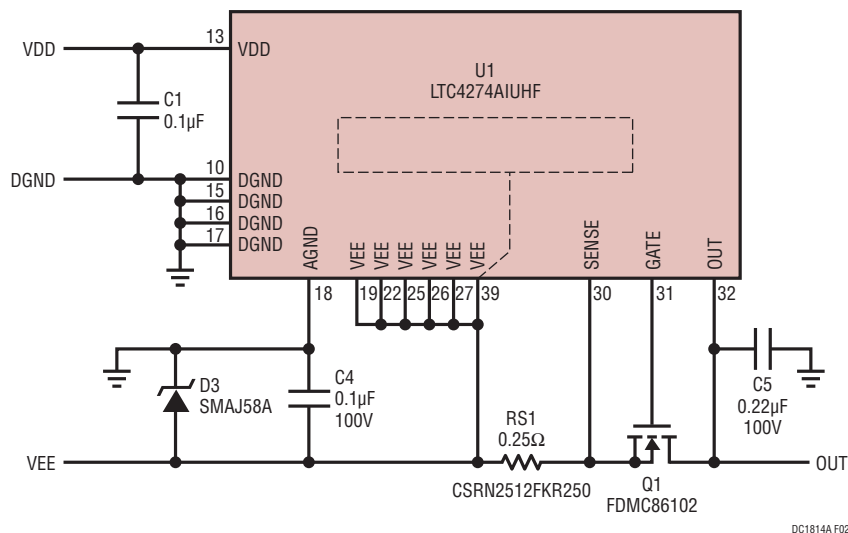 U1
LTC4274AIUHF
VDD
13
VDD
C1
0.1µF
DGND
10
DGND
15
DGND
16
DGND
17
DGND
AGND
VEE
VEE
VEE
VEE
VEE
VEE
SENSE
GATE
OUT
18
19
22
25
26
27
39
30
31
32
D3
SMAJ58A
C4
0.1µF
100V
C5
0.22µF
100V
RS1
0.25Ω
CSRN2512FKR250
VEE
OUT
Q1
FDMC86102
DC1814A F02